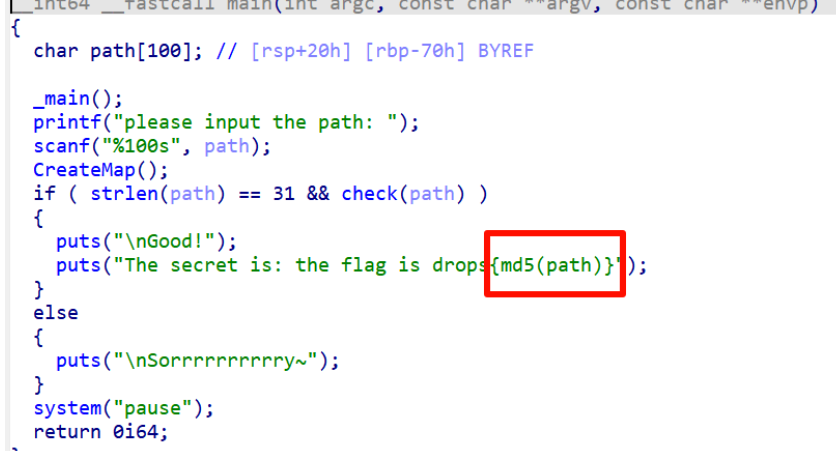 __int64 __fastcall main(int argc, const char **argv, const char **envp)
{
char path[100]; // [rsp+20h] [rbp-70h] BYREF
_main();
printf("please input the path: ");
scanf("%100s", path);
CreateMap();
if ( strlen(path) == 31 && check(path) )
{
puts("\nGood!");
puts("The secret is: the flag is drops{md5(path)}");
}
else
{
puts("\nSorrrrrrrrrry~");
}
system("pause");
return 0i64;